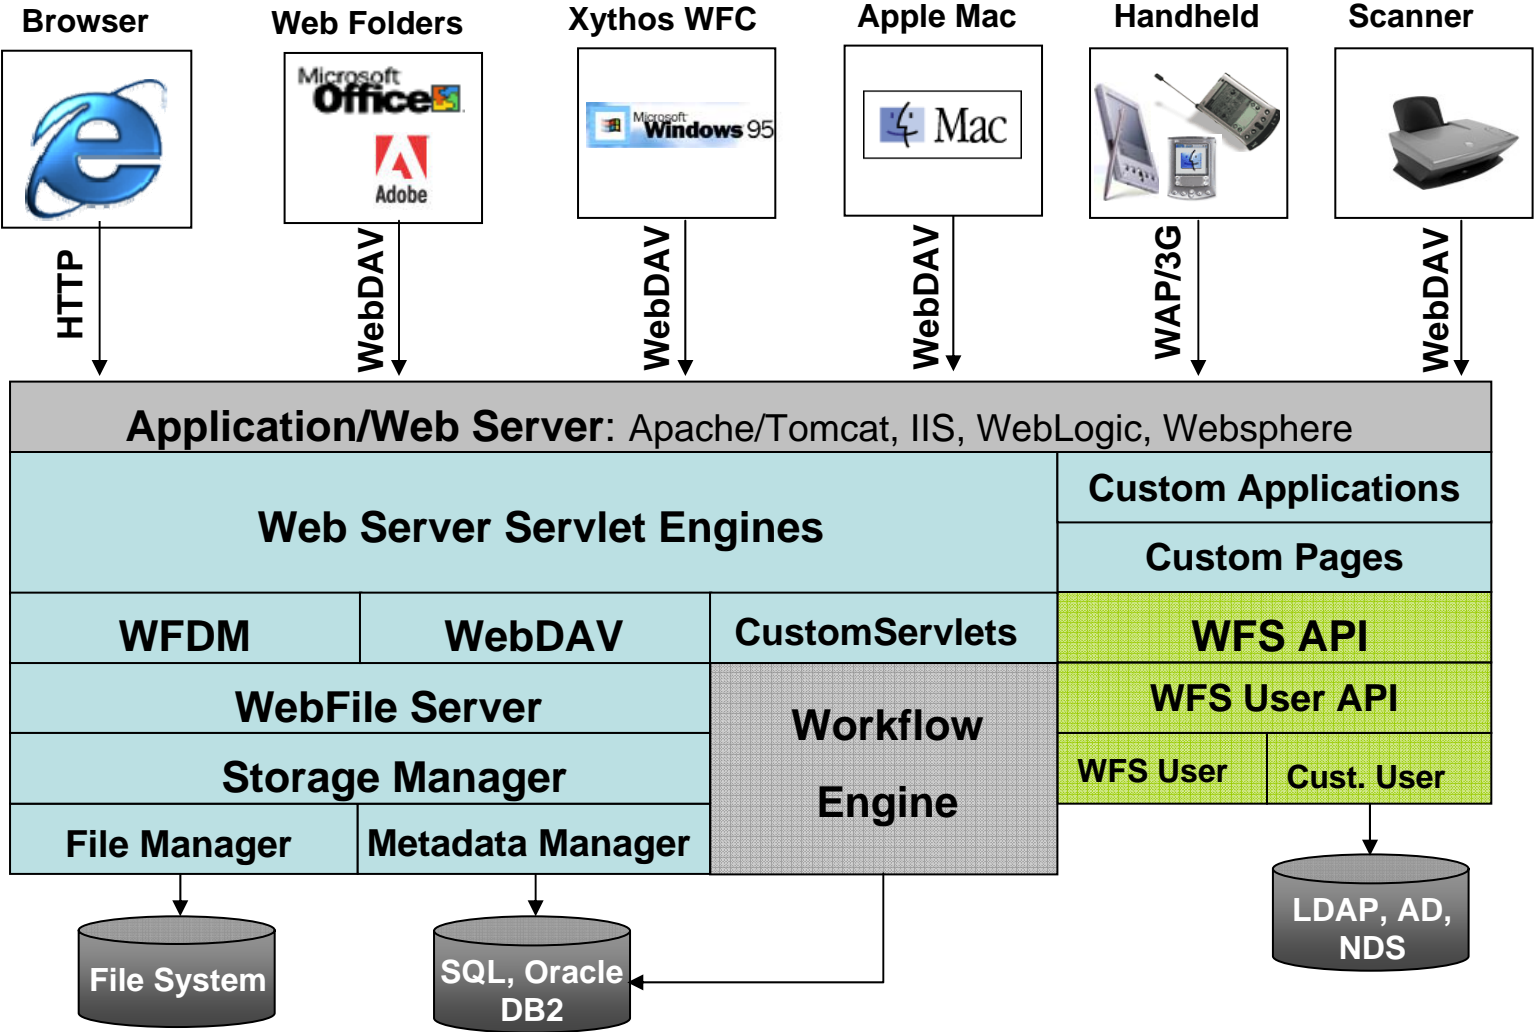 Browser
Web Folders
Xythos WFC
Apple Mac
Handheld
Scanner
Microsoft
Office
Adobe
Microsoft
Windows 95
Mac
HTTP
WebDAV
WebDAV
WebDAV
WAP/3G
WebDAV
Application/Web Server: Apache/Tomcat, IIS, WebLogic, Websphere
Web Server Servlet Engines
Custom Applications
Custom Pages
WFDM
WebDAV
CustomServlets
WFS API
WebFile Server
Workflow
Engine
WFS User API
Storage Manager
WFS User
Cust. User
File Manager
Metadata Manager
File System
SQL, Oracle
DB2
LDAP, AD,
NDS